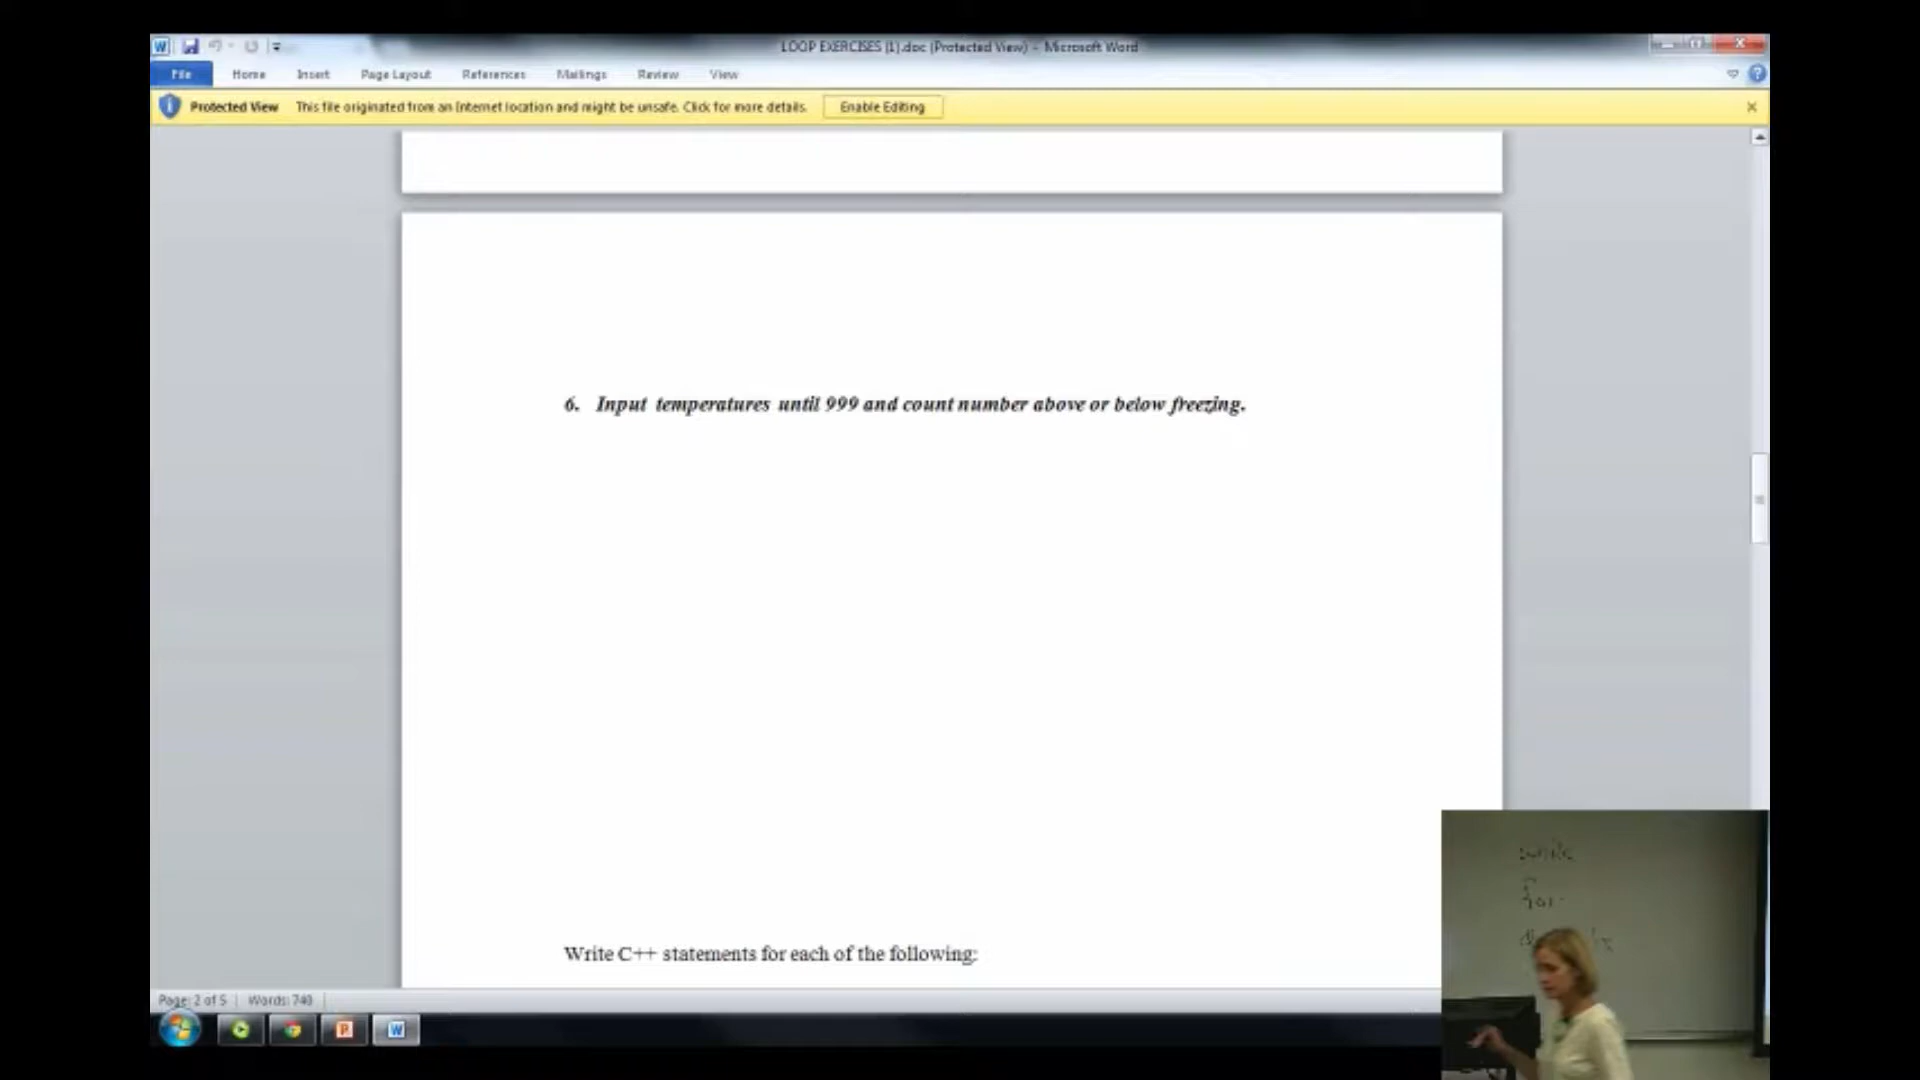 LOOP EXERCISES (1).doc (Protected View) - Microsoft Word
File Home Insert Page Layout References Mailings Review View
Protected View This file originated from an Internet location and might be unsafe. Click for more details. Enable Editing
6. Input temperatures until 999 and count number above or below freezing.
while
for
Write C++ statements for each of the following:
Page: 2 of 5 Words: 740